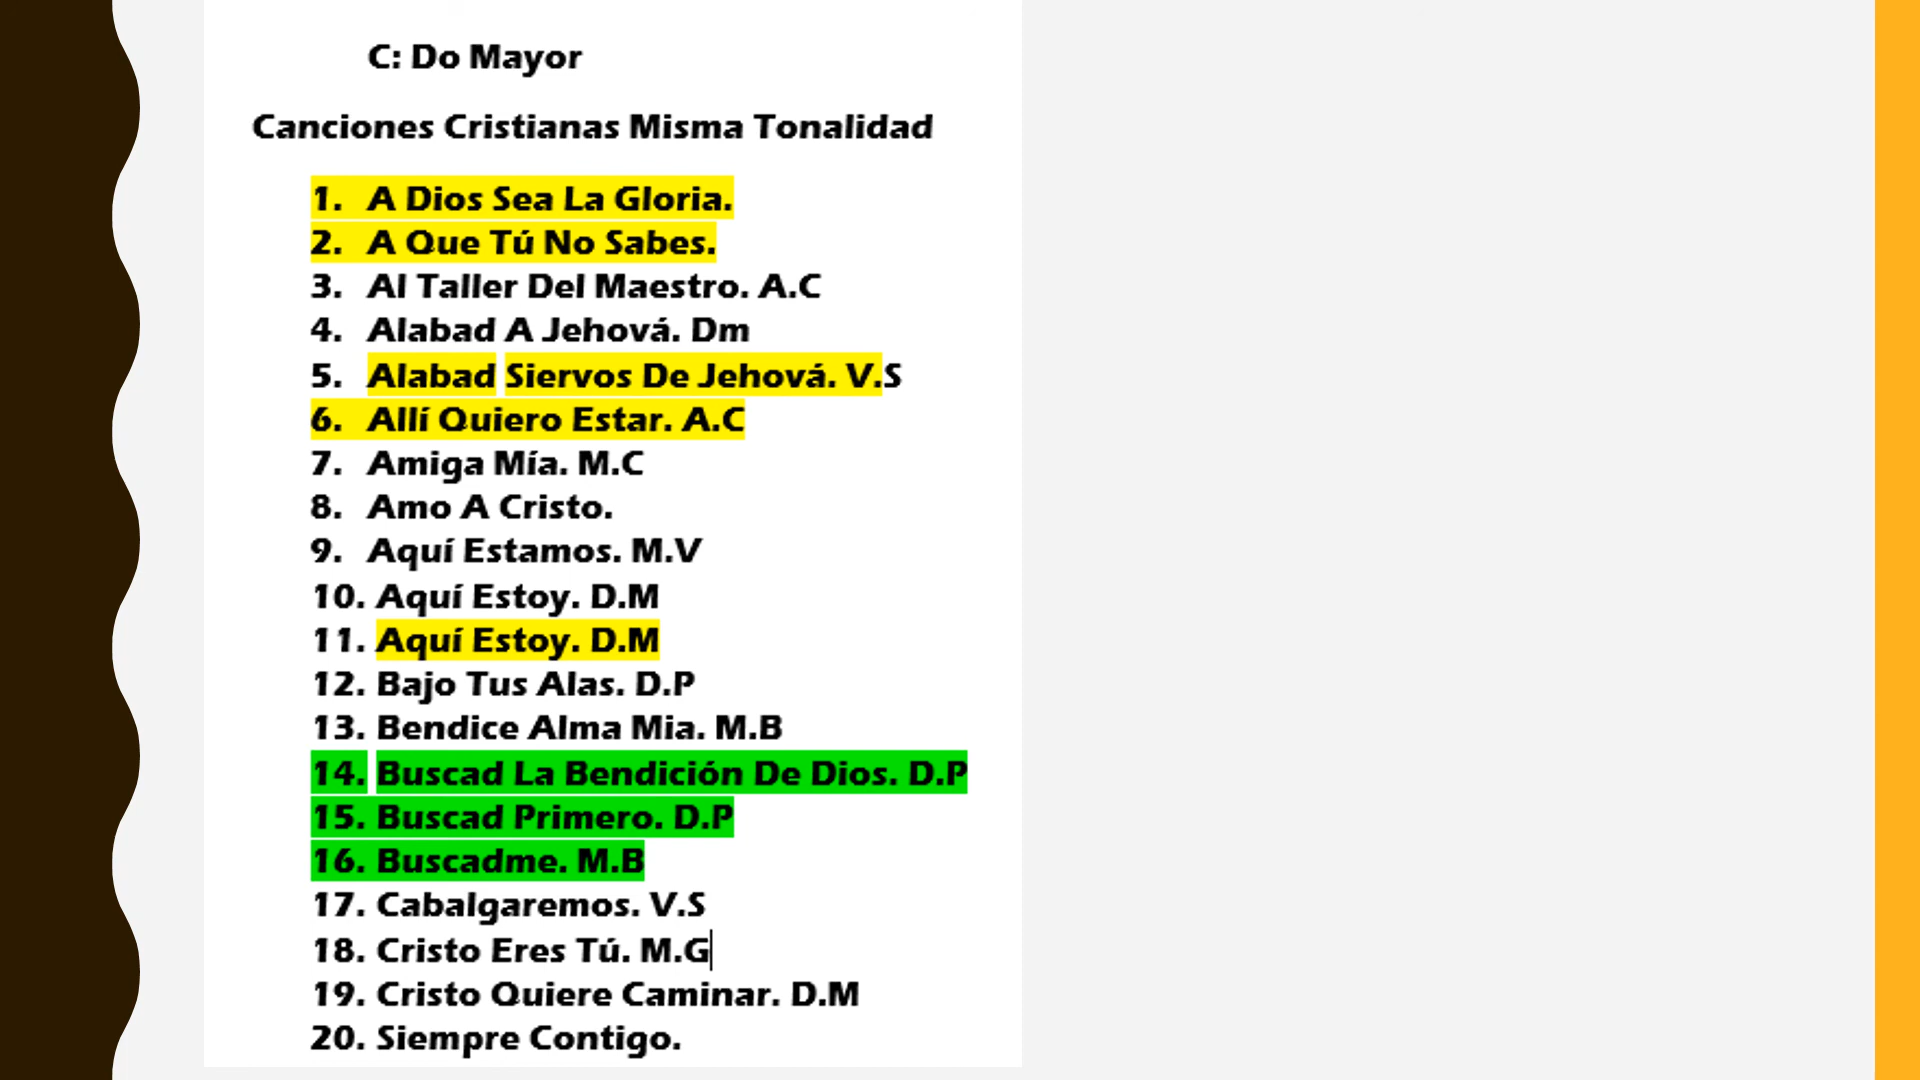 C: Do Mayor
Canciones Cristianas Misma Tonalidad
1. A Dios Sea La Gloria.
2. A Que Tú No Sabes.
3. Al Taller Del Maestro. A.C
4. Alabad A Jehová. Dm
5. Alabad Siervos De Jehová. V.S
6. Allí Quiero Estar. A.C
7. Amiga Mía. M.C
8. Amo A Cristo.
9. Aquí Estamos. M.V
10. Aquí Estoy. D.M
11. Aquí Estoy. D.M
12. Bajo Tus Alas. D.P
13. Bendice Alma Mia. M.B
14. Buscad La Bendición De Dios. D.P
15. Buscad Primero. D.P
16. Buscadme. M.B
17. Cabalgaremos. V.S
18. Cristo Eres Tú. M.G
19. Cristo Quiere Caminar. D.M
20. Siempre Contigo.